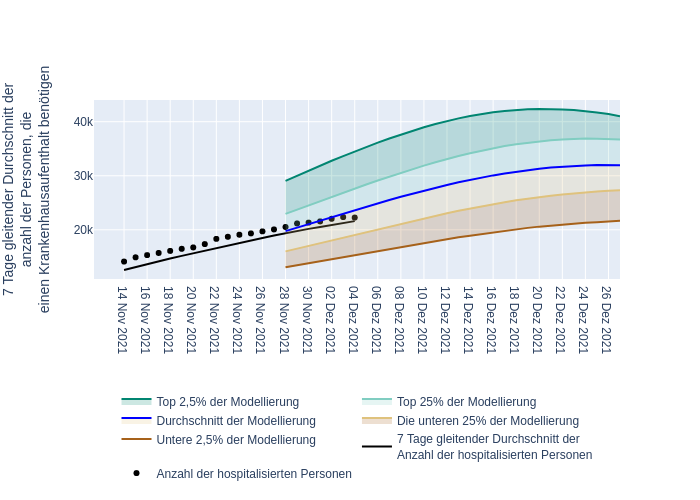 7 Tage gleitender Durchschnitt der
anzahl der Personen, die
einen Krankenhausaufenthalt benötigen
40k
30k
20k
14 Nov 2021
16 Nov 2021
18 Nov 2021
20 Nov 2021
22 Nov 2021
24 Nov 2021
26 Nov 2021
28 Nov 2021
30 Nov 2021
02 Dez 2021
04 Dez 2021
06 Dez 2021
08 Dez 2021
10 Dez 2021
12 Dez 2021
14 Dez 2021
16 Dez 2021
18 Dez 2021
20 Dez 2021
22 Dez 2021
24 Dez 2021
26 Dez 2021
Top 2,5% der Modellierung
Top 25% der Modellierung
Durchschnitt der Modellierung
Die unteren 25% der Modellierung
Untere 2,5% der Modellierung
7 Tage gleitender Durchschnitt der
Anzahl der hospitalisierten Personen
Anzahl der hospitalisierten Personen